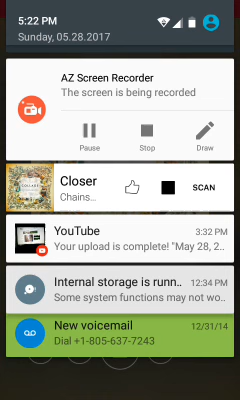 5:22 PM
Sunday, 05.28.2017
AZ Screen Recorder
The screen is being recorded
Pause Stop Draw
Closer
Chains...
SCAN
YouTube 3:32 PM
Your upload is complete! "May 28, 2..
Internal storage is runn.. 12:34 PM
Some system functions may not wo..
New voicemail 12/31/14
Dial +1-805-637-7243